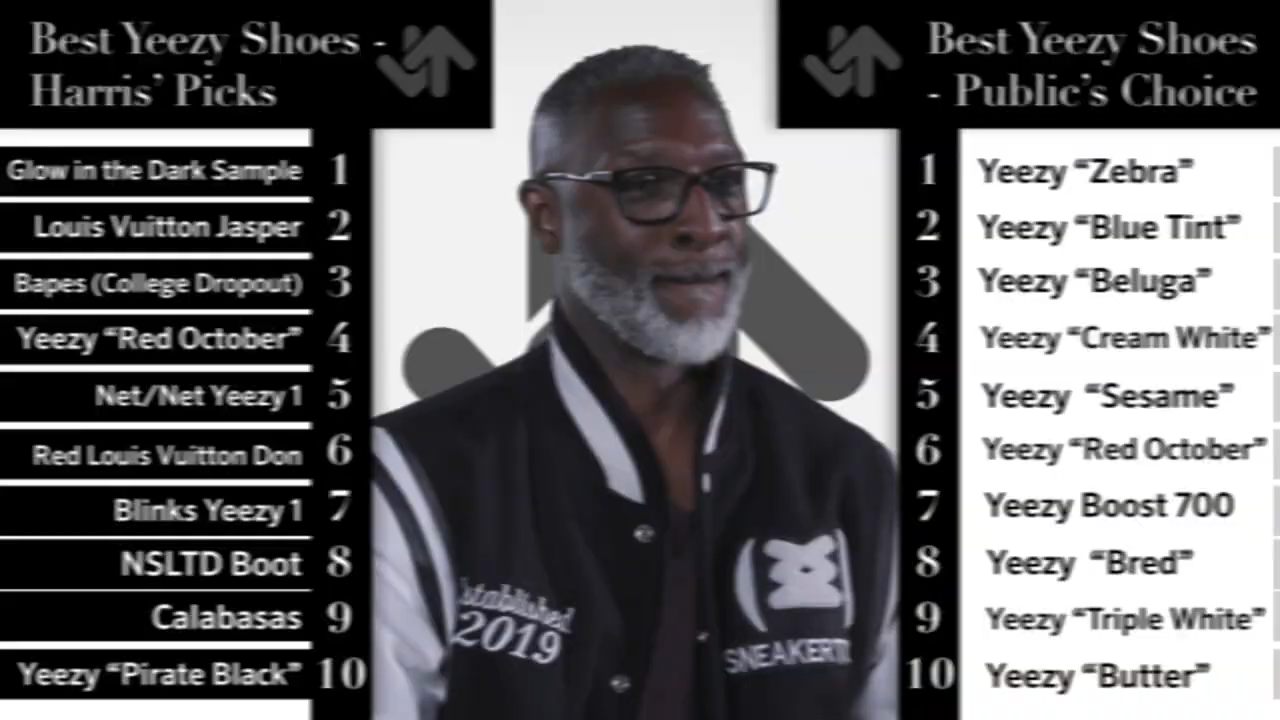 Best Yeezy Shoes -
Harris’ Picks
Glow in the Dark Sample 1
Louis Vuitton Jasper 2
Bapes (College Dropout) 3
Yeezy “Red October” 4
Net/Net Yeezy 1 5
Red Louis Vuitton Don 6
Blinks Yeezy 1 7
NSLTD Boot 8
Calabasas 9
Yeezy “Pirate Black” 10
Established
2019
SNEAKERT
Best Yeezy Shoes
- Public’s Choice
1 Yeezy “Zebra”
2 Yeezy “Blue Tint”
3 Yeezy “Beluga”
4 Yeezy “Cream White”
5 Yeezy “Sesame”
6 Yeezy “Red October”
7 Yeezy Boost 700
8 Yeezy “Bred”
9 Yeezy “Triple White”
10 Yeezy “Butter”